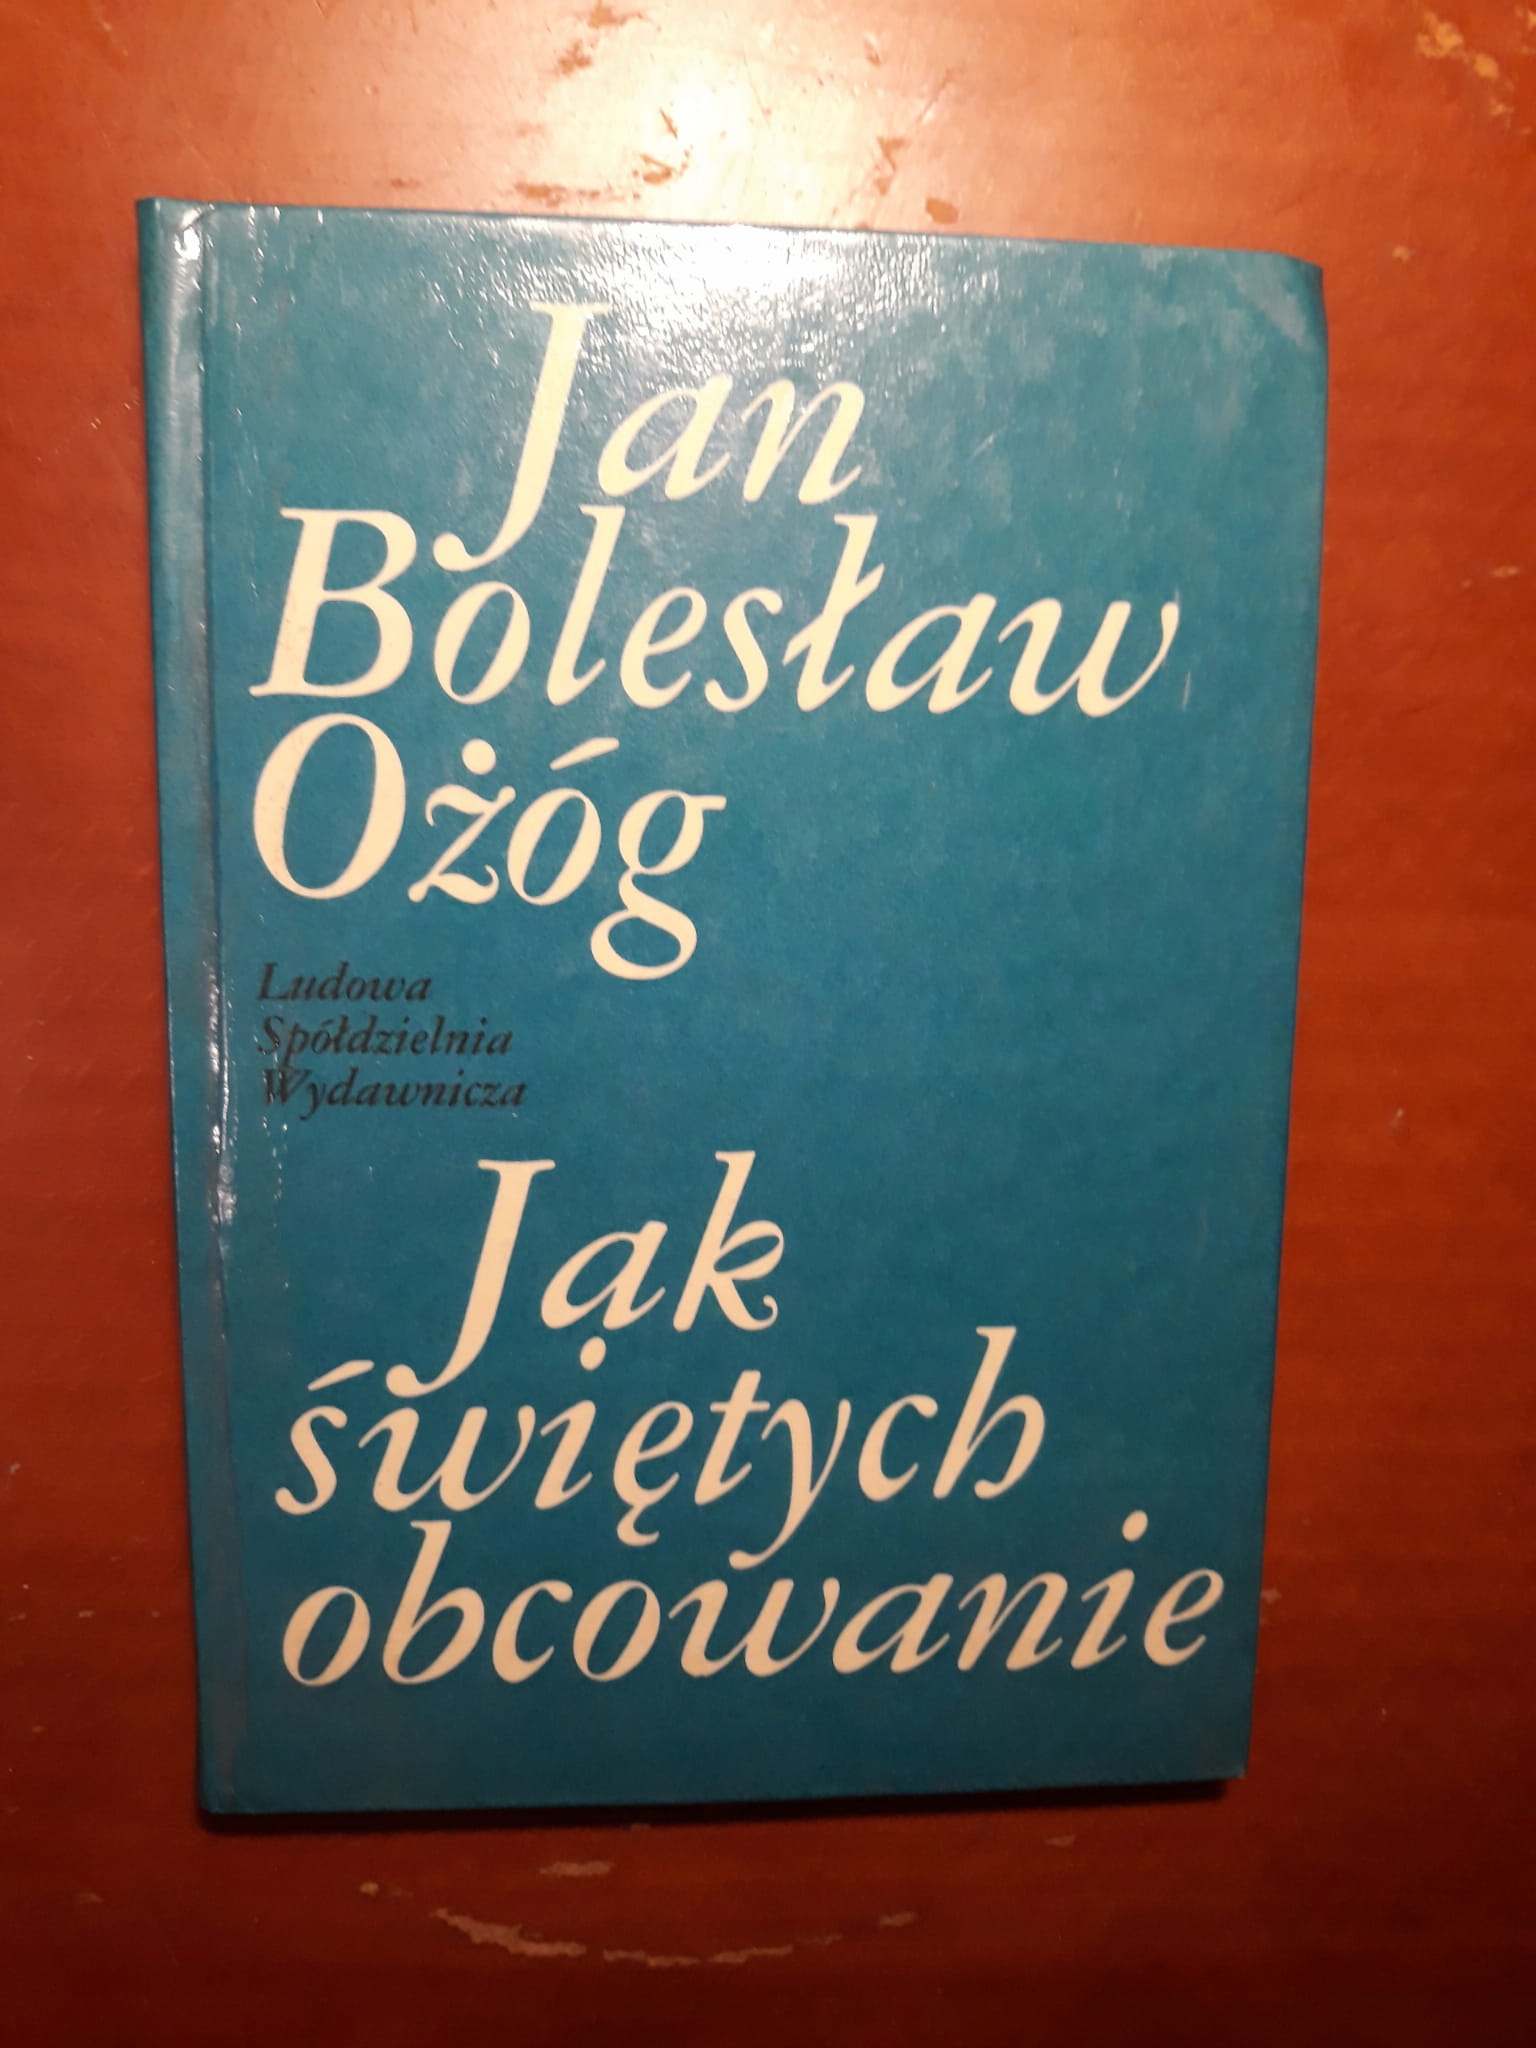 Jan
Bolesław
Ożóg
Ludowa
Spółdzielnia
Wydawnicza
Jak
świętych
obcowanie